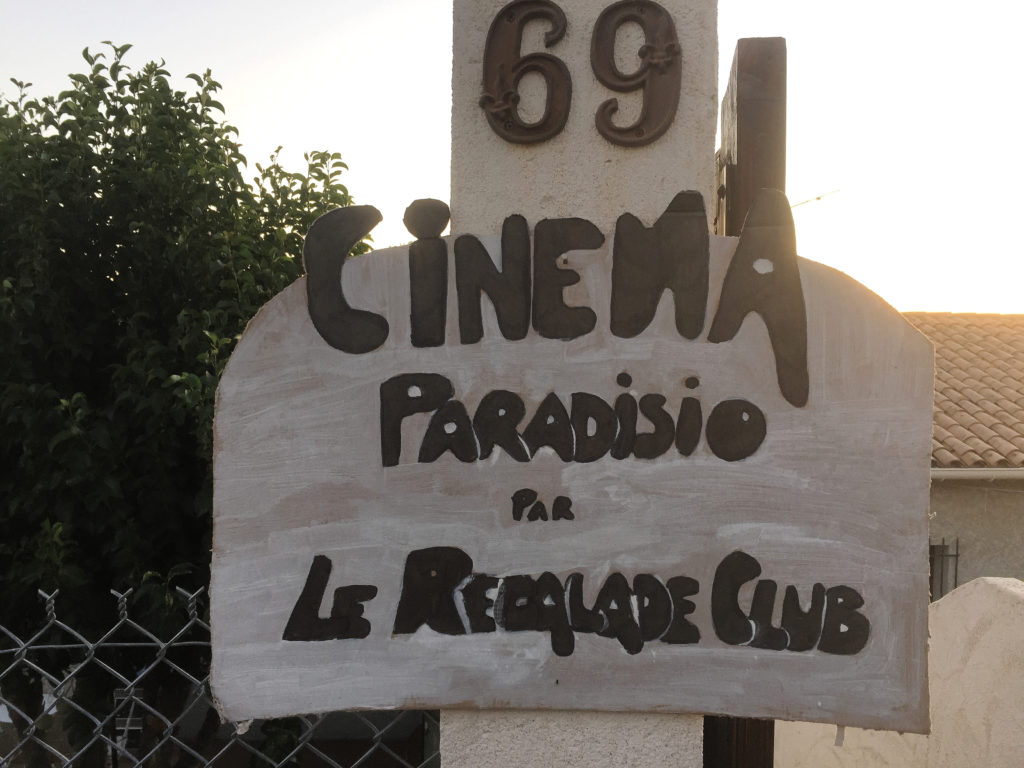 69
CiNEMA
PARADiSiO
PAR
LE REGALADE CLUB